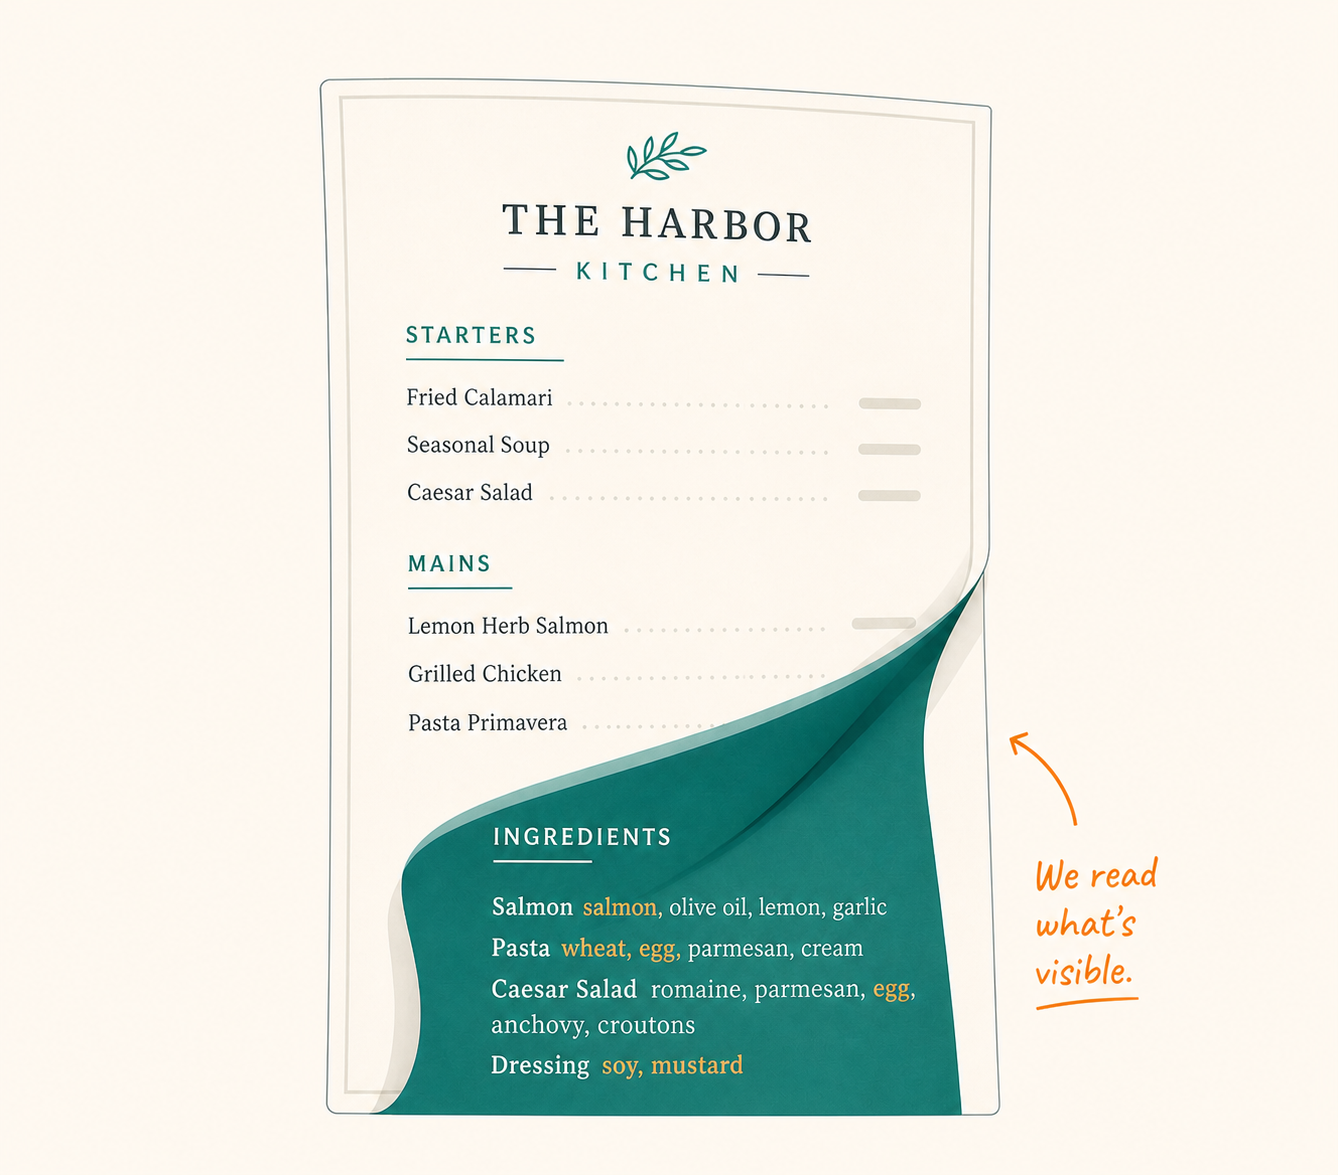 THE HARBOR
KITCHEN
STARTERS
Fried Calamari
Seasonal Soup
Caesar Salad
MAINS
Lemon Herb Salmon
Grilled Chicken
Pasta Primavera
INGREDIENTS
Salmon salmon, olive oil, lemon, garlic
Pasta wheat, egg, parmesan, cream
Caesar Salad romaine, parmesan, egg,
anchovy, croutons
Dressing soy, mustard
We read
what's
visible.